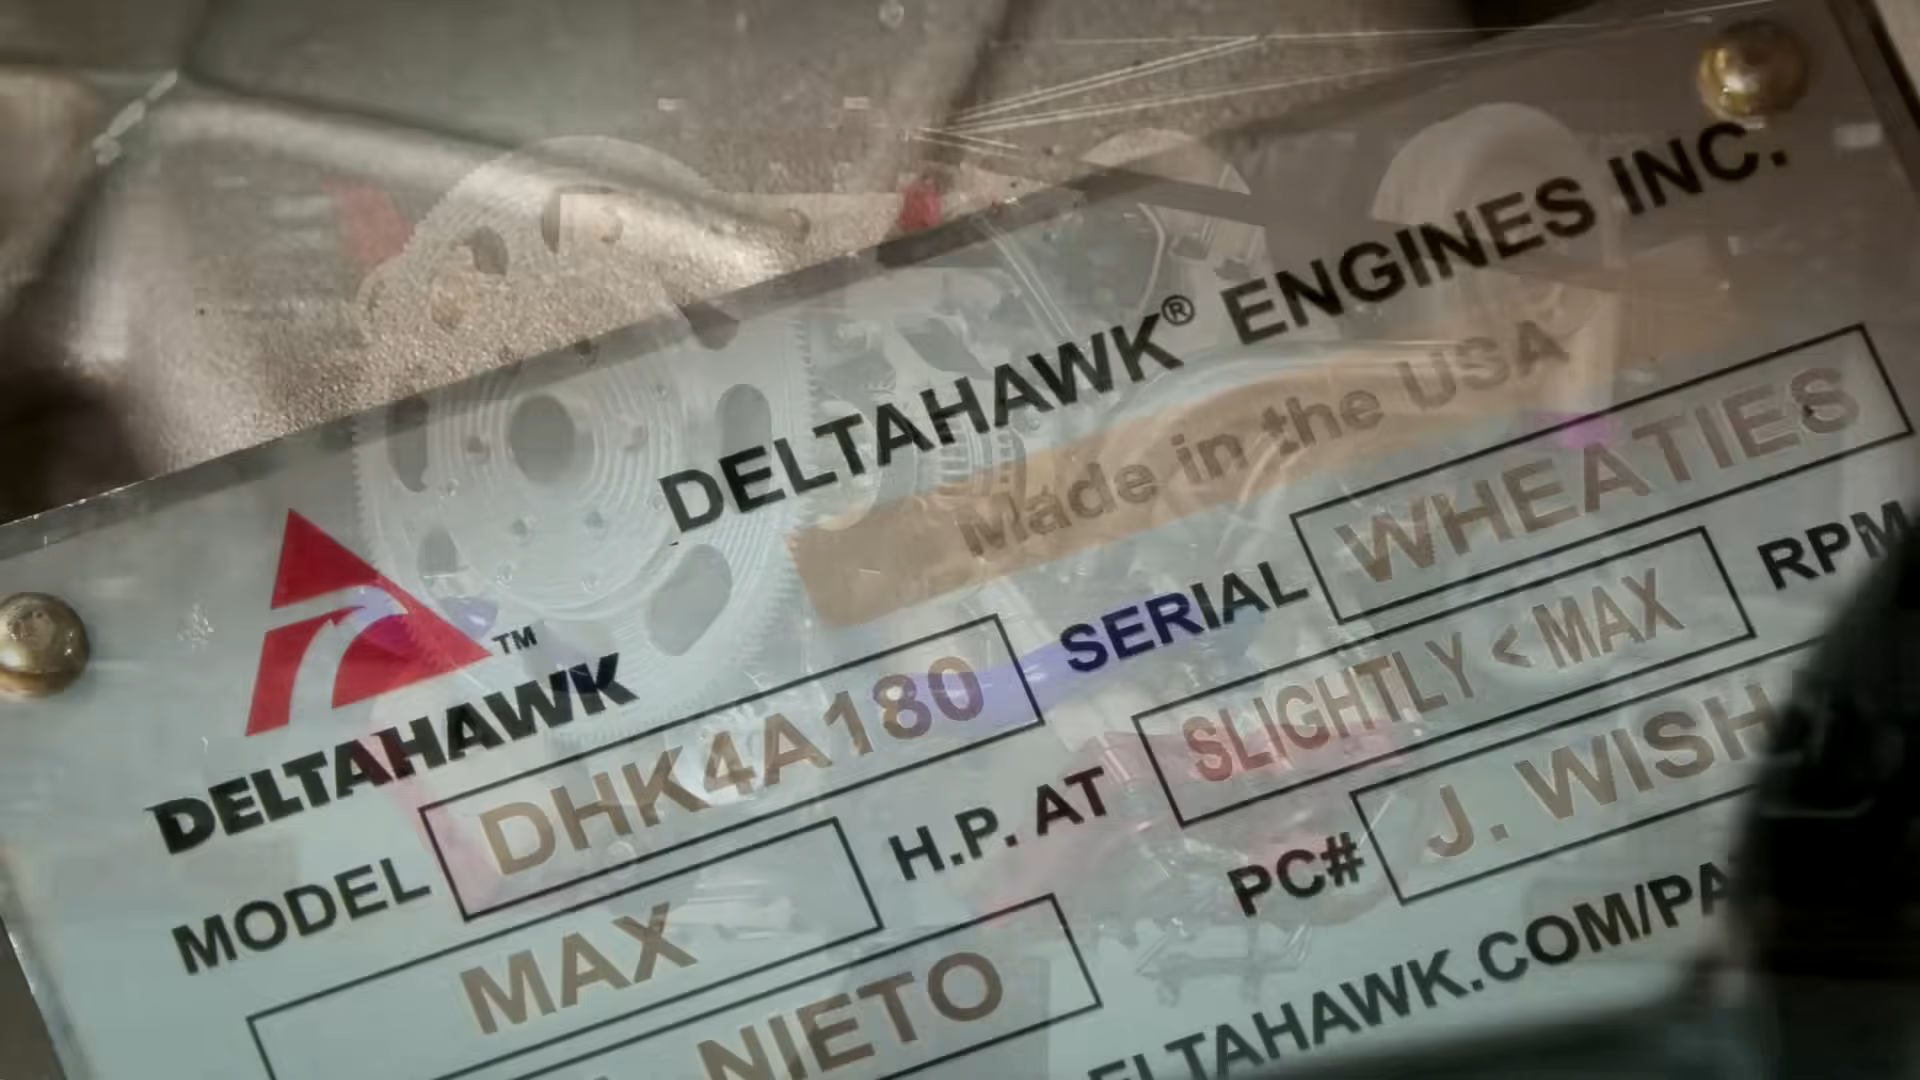 DELTAHAWK® ENGINES INC.
Made in the USA
™
DELTAHAWK
MODEL DHK4A180 SERIAL WHEATIES
MAX H.P. AT SLIGHTLY < MAX RPM
NIETO PC# J. WISH
DELTAHAWK.COM/PA